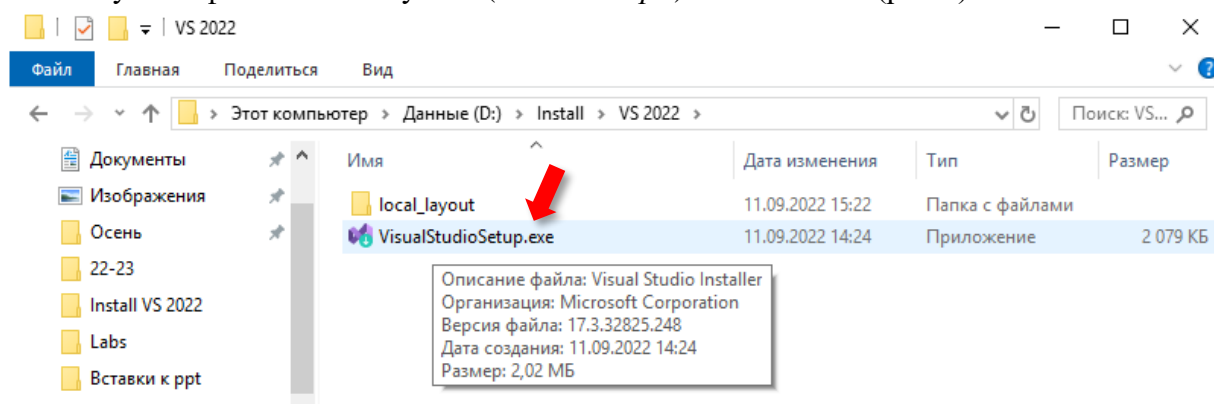 VS 2022
Файл Главная Поделиться Вид
Этот компьютер > Данные (D:) > Install > VS 2022 >
Поиск: VS...
Документы
Изображения
Осень
22-23
Install VS 2022
Labs
Вставки к ppt
Имя Дата изменения Тип Размер
local_layout 11.09.2022 15:22 Папка с файлами
VisualStudioSetup.exe 11.09.2022 14:24 Приложение 2 079 КБ
Описание файла: Visual Studio Installer
Организация: Microsoft Corporation
Версия файла: 17.3.32825.248
Дата создания: 11.09.2022 14:24
Размер: 2,02 МБ